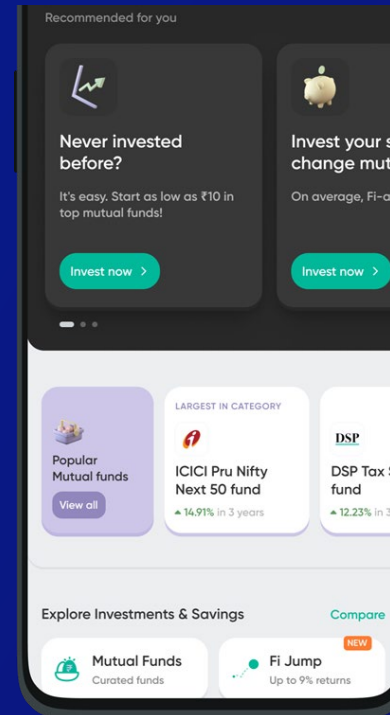 Recommended for you
Never invested
before?
It's easy. Start as low as ₹10 in
top mutual funds!
Invest now >
Invest your s
change mut
On average, Fi-a
Invest now >
Popular
Mutual funds
View all
LARGEST IN CATEGORY
ICICI Pru Nifty
Next 50 fund
14.91% in 3 years
DSP
DSP Tax S
fund
12.23% in 3
Explore Investments & Savings
Compare
Mutual Funds
Curated funds
NEW
Fi Jump
Up to 9% returns